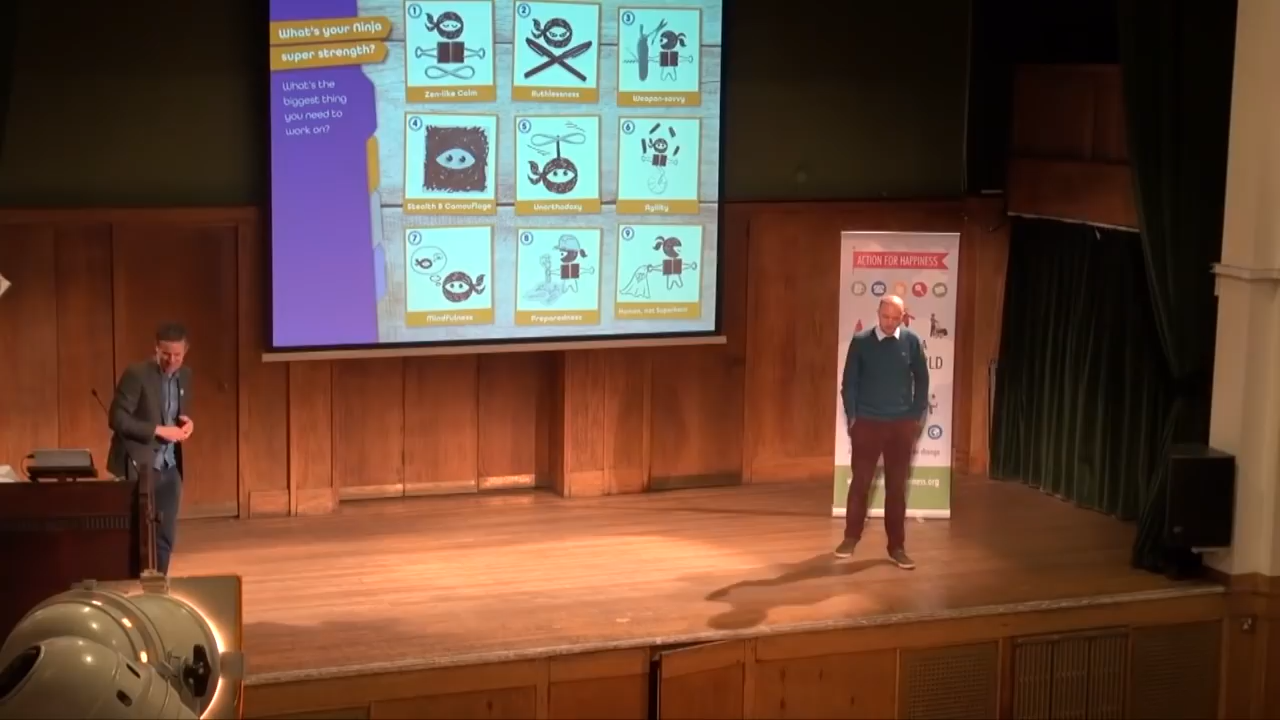 What's your Ninja
super strength?
What's the
biggest thing
you need to
work on?
1
Zen-like Calm
2
Ruthlessness
3
Weapon-savvy
4
Stealth & Camouflage
5
Unorthodoxy
6
Agility
7
Mindfulness
8
Preparedness
9
Human, not Superhero
ACTION FOR HAPPINESS